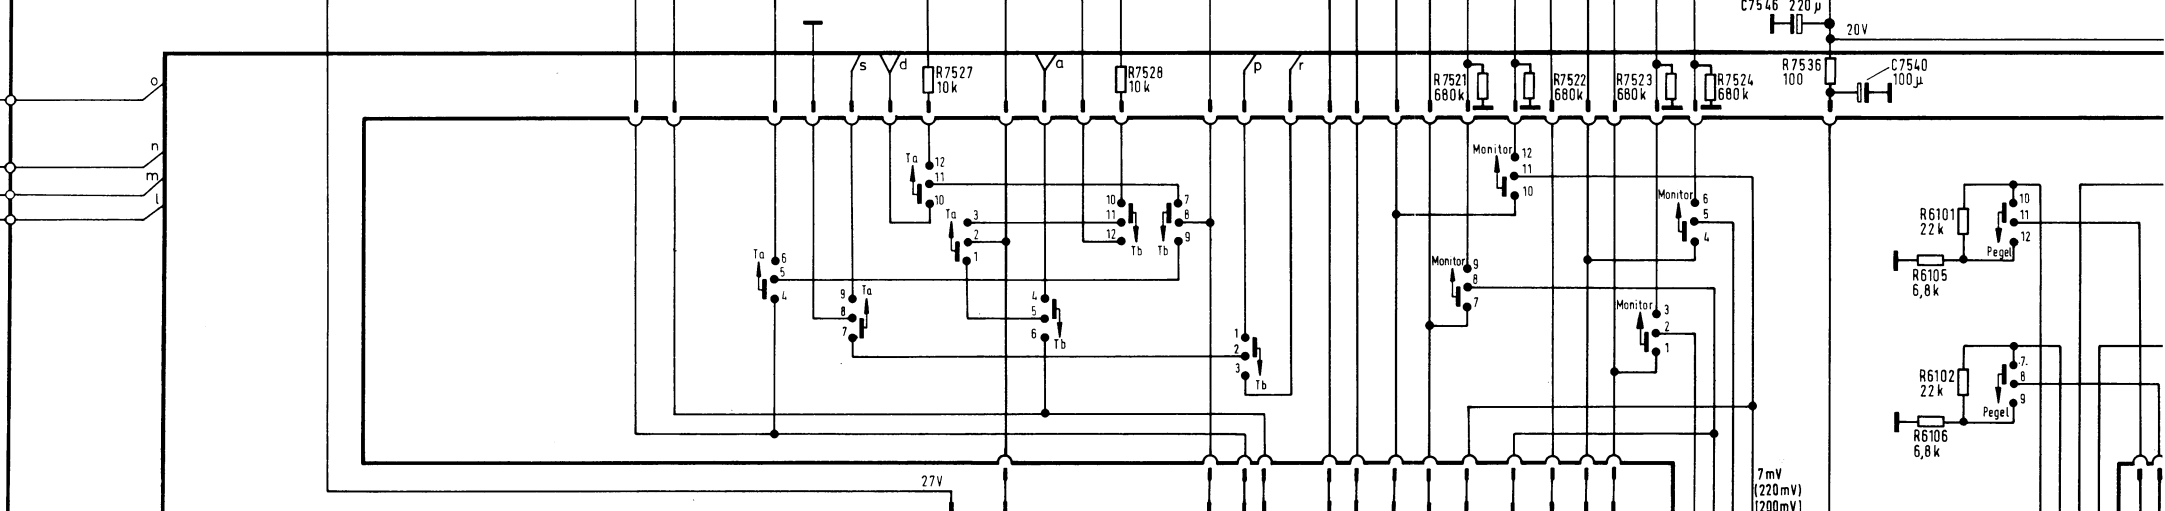 C7546 220 µ
20V
o
s
d
R7527
10k
a
R7528
10k
p
r
R7521
680k
R7522
680k
R7523
680k
R7524
680k
R7536
100
C7540
100µ
n
m
l
Ta
12
11
10
Ta
3
2
1
10
11
12
Tb
7
8
9
Tb
Ta
6
5
4
9
8
7
Ta
4
5
6
Tb
1
2
3
Tb
Monitor
12
11
10
Monitor
6
5
4
Monitor
9
8
7
Monitor
3
2
1
R6101
22k
10
11
12
Pegel
R6105
6,8k
R6102
22k
7.
8
9
Pegel
R6106
6,8k
27V
7mV
(220mV)
(200mV)